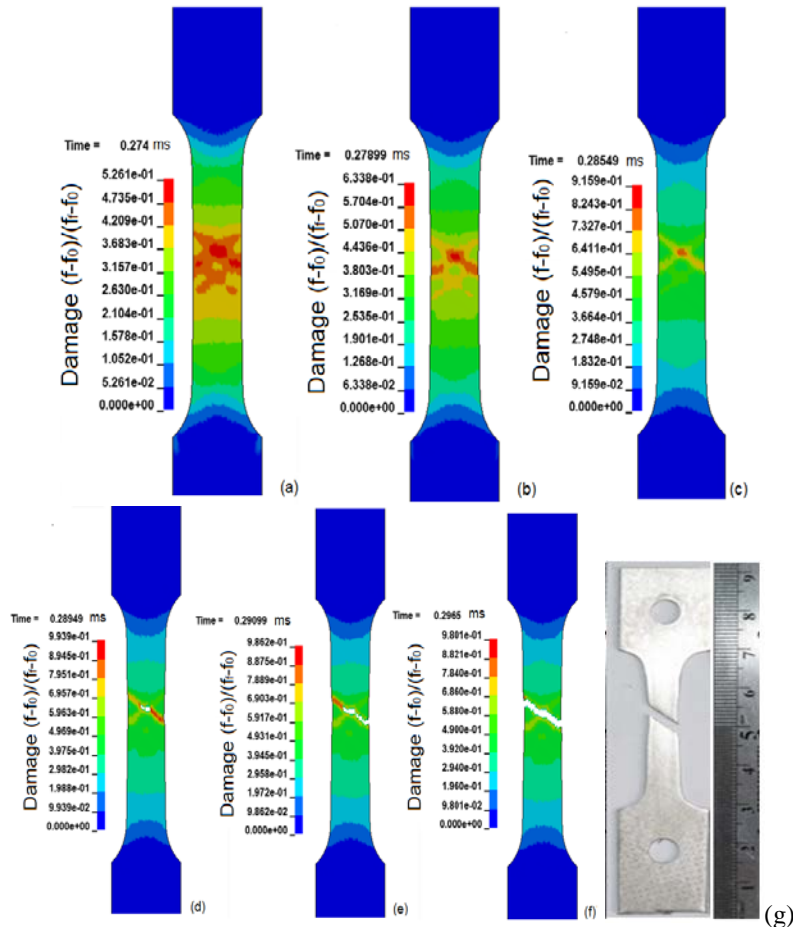 Time = 0.274 ms
Damage (f-f0)/(ff-f0)
5.261e-01
4.735e-01
4.209e-01
3.683e-01
3.157e-01
2.630e-01
2.104e-01
1.578e-01
1.052e-01
5.261e-02
0.000e+00
(a)
Time = 0.27899 ms
Damage (f-f0)/(ff-f0)
6.338e-01
5.704e-01
5.070e-01
4.436e-01
3.803e-01
3.169e-01
2.535e-01
1.901e-01
1.268e-01
6.338e-02
0.000e+00
(b)
Time = 0.28549 ms
Damage (f-f0)/(ff-f0)
9.159e-01
8.243e-01
7.327e-01
6.411e-01
5.495e-01
4.579e-01
3.664e-01
2.748e-01
1.832e-01
9.159e-02
0.000e+00
(c)
Time = 0.28949 ms
Damage (f-f0)/(ff-f0)
9.939e-01
8.945e-01
7.951e-01
6.957e-01
5.963e-01
4.969e-01
3.975e-01
2.982e-01
1.988e-01
9.939e-02
0.000e+00
(d)
Time = 0.29099 ms
Damage (f-f0)/(ff-f0)
9.862e-01
8.875e-01
7.889e-01
6.903e-01
5.917e-01
4.931e-01
3.945e-01
2.958e-01
1.972e-01
9.862e-02
0.000e+00
(e)
Time = 0.2965 ms
Damage (f-f0)/(ff-f0)
9.801e-01
8.821e-01
7.840e-01
6.860e-01
5.880e-01
4.900e-01
3.920e-01
2.940e-01
1.960e-01
9.801e-02
0.000e+00
(f)
9
8
7
6
5
4
3
2
1
(g)